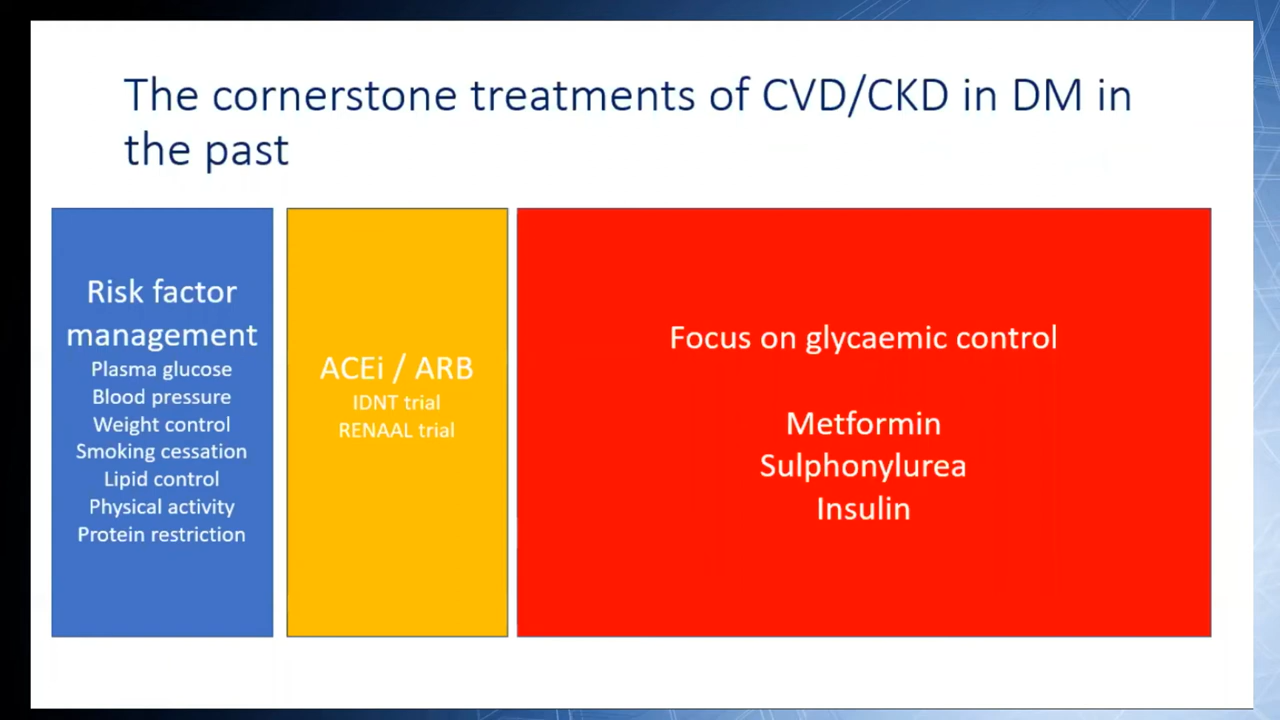 The cornerstone treatments of CVD/CKD in DM in
the past
Risk factor
management
Plasma glucose
Blood pressure
Weight control
Smoking cessation
Lipid control
Physical activity
Protein restriction
ACEi / ARB
IDNT trial
RENAAL trial
Focus on glycaemic control
Metformin
Sulphonylurea
Insulin